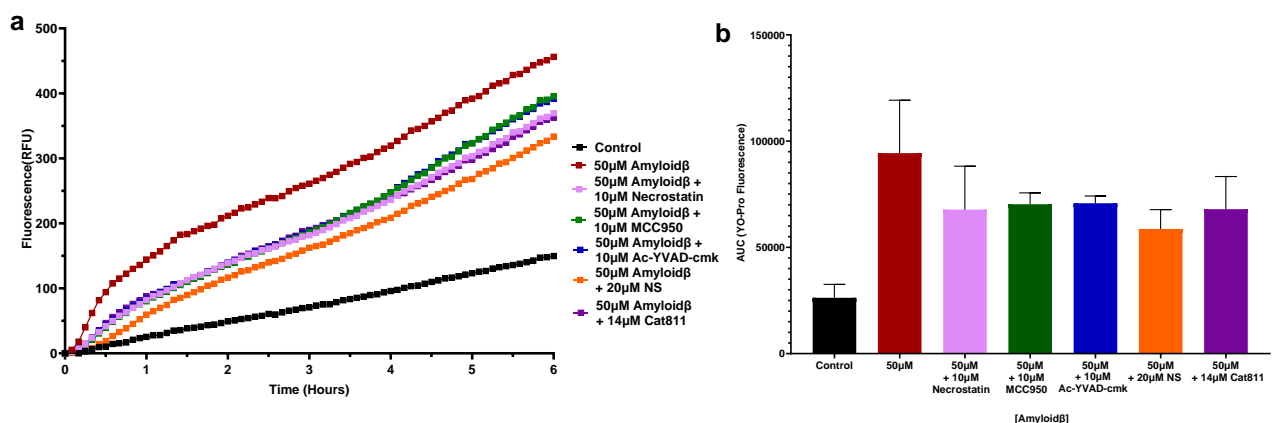 a
Fluorescence(RFU)
500
400
300
200
100
0
0
1
2
3
4
5
6
Time (Hours)
Control
50µM Amyloidβ
50µM Amyloidβ +
10µM Necrostatin
50µM Amyloidβ +
10µM MCC950
50µM Amyloidβ +
10µM Ac-YVAD-cmk
50µM Amyloidβ
+ 20µM NS
50µM Amyloidβ
+ 14µM Cat811
b
AUC (YO-Pro Fluorescence)
150000
100000
50000
0
Control
50µM
50µM
+ 10µM
Necrostatin
50µM
+ 10µM
MCC950
50µM
+ 10µM
Ac-YVAD-cmk
50µM
+ 20µM NS
50µM
+ 14µM Cat811
[Amyloidβ]